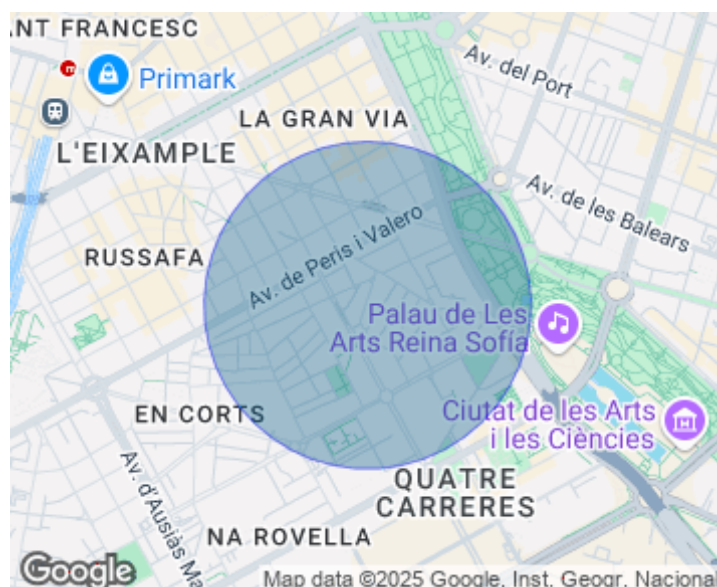 ANT FRANCESC
Primark
Av. del Port
LA GRAN VIA
L'EIXAMPLE
Av. de les Balears
Av. de Peris i Valero
RUSSAFA
Palau de Les
Arts Reina Sofía
EN CORTS
Ciutat de les Arts
i les Ciències
Av. d'Ausiàs Ma
QUATRE
CARRERES
NA ROVELLA
Google
Map data ©2025 Google, Inst. Geogr. Nacional